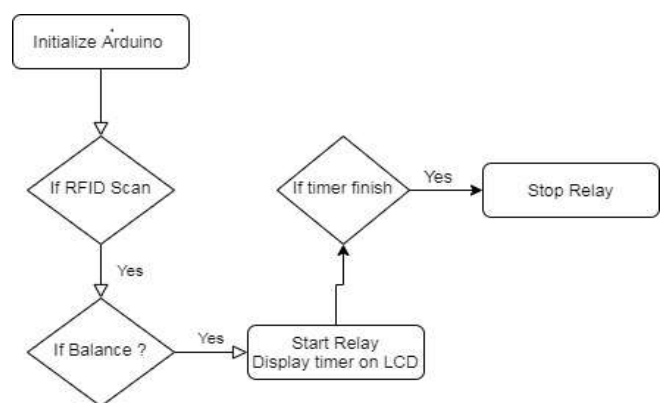 Initialize Arduino
If RFID Scan
Yes
If Balance ?
Yes
Start Relay
Display timer on LCD
If timer finish
Yes
Stop Relay